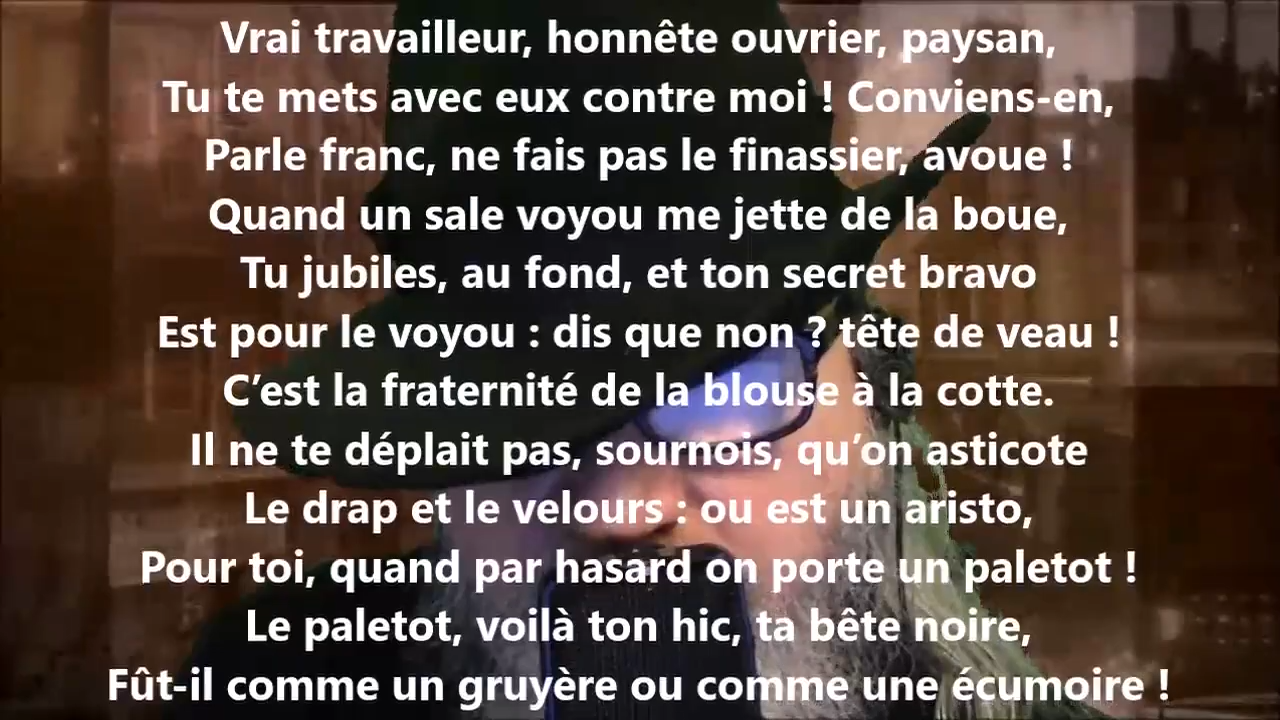 Vrai travailleur, honnête ouvrier, paysan,
Tu te mets avec eux contre moi ! Conviens-en,
Parle franc, ne fais pas le finassier, avoue !
Quand un sale voyou me jette de la boue,
Tu jubiles, au fond, et ton secret bravo
Est pour le voyou : dis que non ? tête de veau !
C’est la fraternité de la blouse à la cotte.
Il ne te déplait pas, sournois, qu’on asticote
Le drap et le velours : ou est un aristo,
Pour toi, quand par hasard on porte un paletot !
Le paletot, voilà ton hic, ta bête noire,
Fût-il comme un gruyère ou comme une écumoire !